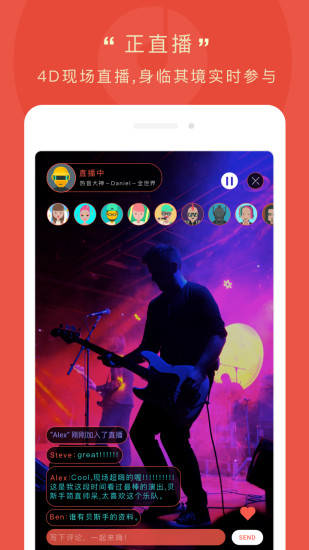 “正直播”
4D现场直播,身临其境实时参与
直播中
热音大神-Daniel-全世界
"Alex" 刚刚加入了直播
Steve:great!!!!!!
Alex:Cool,现场超嗨的喔!!!!!!!!!!
这是我这段时间看过最棒的演出,贝
斯手简直帅呆,太喜欢这个乐队。
Ben:谁有贝斯手的资料。
写下评论,一起来嗨!
SEND